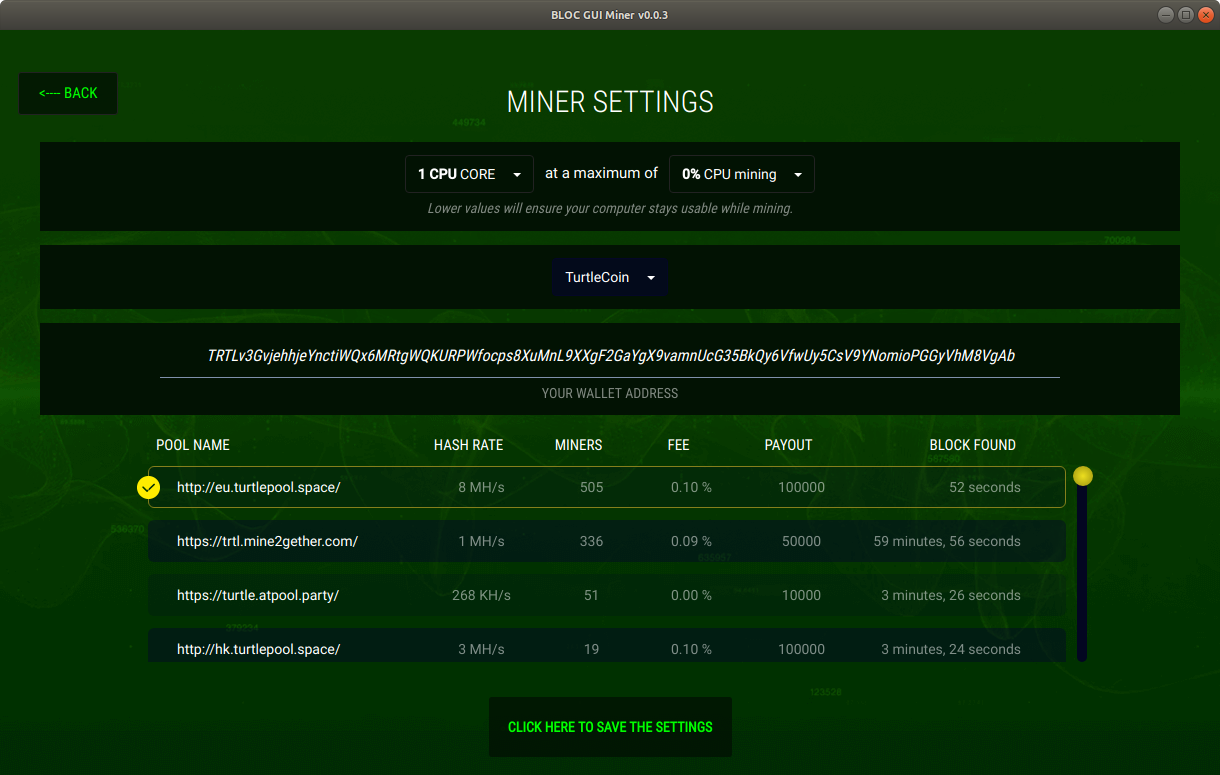 BLOC GUI Miner v0.0.3
<---- BACK
MINER SETTINGS
449734
1 CPU CORE at a maximum of 0% CPU mining
Lower values will ensure your computer stays usable while mining.
TurtleCoin
TRTLv3GvjehhjeYnctiWQx6MRtgWQKURPWfocps8XuMnL9XXgF2GaYgX9vamnUcG35BkQy6VfwUy5CsV9YNomioPGGyVhM8VgAb
YOUR WALLET ADDRESS
POOL NAME HASH RATE MINERS FEE PAYOUT BLOCK FOUND
http://eu.turtlepool.space/ 8 MH/s 505 0.10 % 100000 52 seconds
536370
https://trtl.mine2gether.com/ 1 MH/s 336 0.09 % 50000 59 minutes, 56 seconds
https://turtle.atpool.party/ 268 KH/s 51 0.00 % 10000 3 minutes, 26 seconds
http://hk.turtlepool.space/ 3 MH/s 19 0.10 % 100000 3 minutes, 24 seconds
CLICK HERE TO SAVE THE SETTINGS